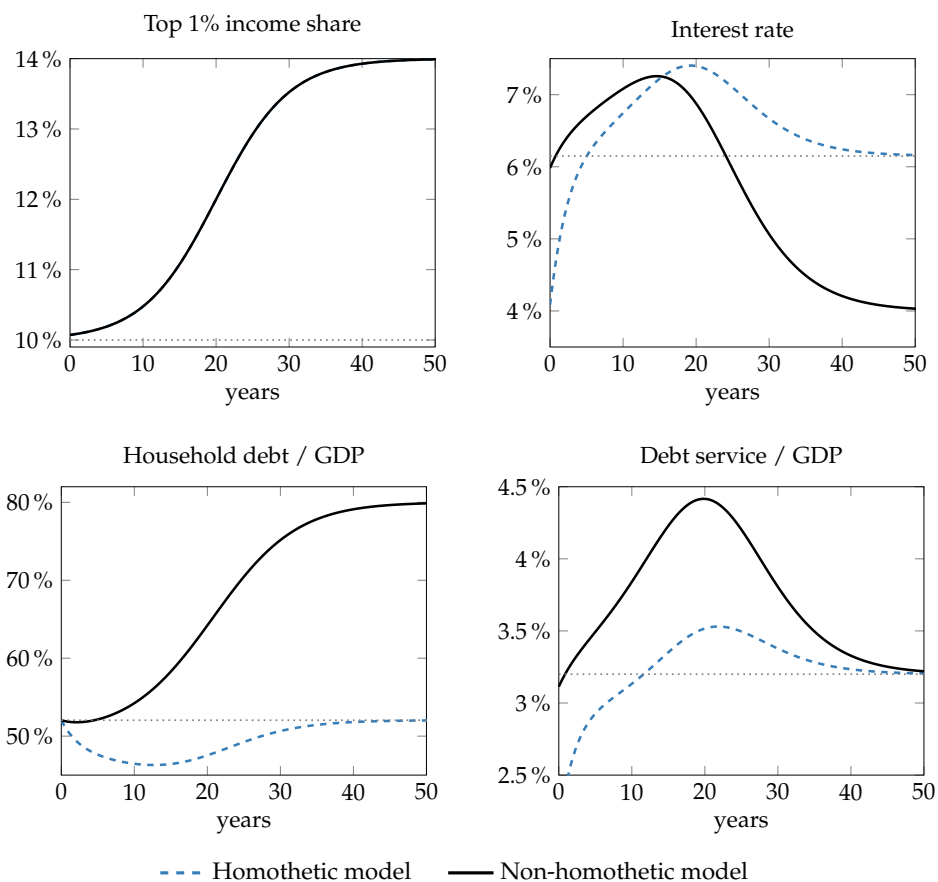 Top 1% income share
14 %
13 %
12 %
11 %
10 %
0 10 20 30 40 50
years
Interest rate
7 %
6 %
5 %
4 %
0 10 20 30 40 50
years
Household debt / GDP
80 %
70 %
60 %
50 %
0 10 20 30 40 50
years
Debt service / GDP
4.5 %
4 %
3.5 %
3 %
2.5 %
0 10 20 30 40 50
years
Homothetic model Non-homothetic model